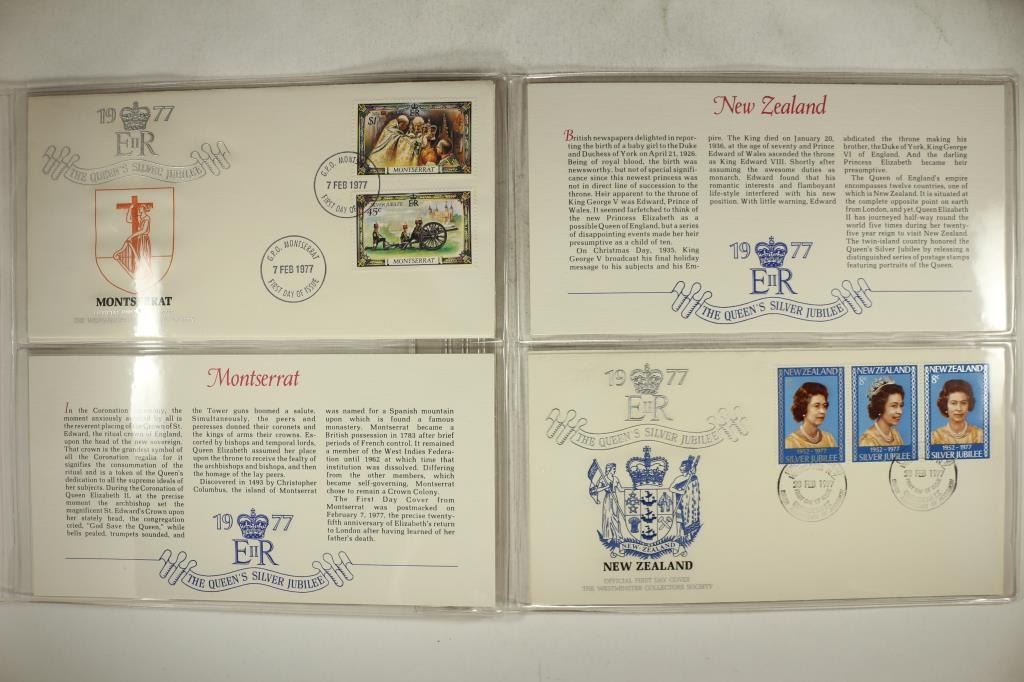 1977
EIIR
THE QUEEN'S SILVER JUBILEE
MONTSERRAT
$1
MONTSERRAT
SILVER JUBILEE
45c
MONTSERRAT
G.P.O. MONTSERRAT
7 FEB 1977
FIRST DAY OF ISSUE
G.P.O. MONTSERRAT
7 FEB 1977
FIRST DAY OF ISSUE
New Zealand
British newspapers delighted in repor-
ting the birth of a baby girl to the Duke
and Duchess of York on April 21, 1926.
Being of royal blood, the birth was
newsworthy, but not of special signifi-
cance since this newest princess was
not in direct line of succession to the
throne. Heir apparent to the throne of
King George V was Edward, Prince of
Wales. It seemed farfetched to think of
the new Princess Elizabeth as a
possible Queen of England, but a series
of disappointing events made her heir
presumptive as a child of ten.
On Christmas Day, 1935, King
George V broadcast his final holiday
message to his subjects and his Em-
pire. The King died on January 20,
1936, at the age of seventy and Prince
Edward of Wales ascended the throne
as King Edward VIII. Shortly after
assuming the awesome duties as
monarch, Edward found that his
romantic interests and flamboyant
life-style interfered with his new
position. With little warning, Edward
abdicated the throne making his
brother, the Duke of York, King George
VI of England. And the darling
Princess Elizabeth became heir
presumptive.
The Queen of England's empire
encompasses twelve countries, one of
which is New Zealand. It is situated at
the complete opposite point on earth
from London, and yet, Queen Elizabeth
II has journeyed half-way round the
world five times during her twenty-
five year reign to visit New Zealand.
The twin-island country honored the
Queen's Silver Jubilee by releasing a
distinguished series of postage stamps
featuring portraits of the Queen.
1977
EIIR
THE QUEEN'S SILVER JUBILEE
Montserrat
In the Coronation ceremony, the
moment anxiously awaited by all is
the reverent placing of the Crown of St.
Edward, the ritual crown of England,
upon the head of the new sovereign.
That crown is the grandest symbol of
all the Coronation regalia for it
signifies the consummation of the
ritual and is a token of the Queen's
dedication to all the supreme ideals of
her subjects. During the Coronation of
Queen Elizabeth II, at the precise
moment the archbishop set the
magnificent St. Edward's Crown upon
her stately head, the congregation
cried, "God Save the Queen," while
bells pealed, trumpets sounded, and
the Tower guns boomed a salute.
Simultaneously, the peers and
peeresses donned their coronets and
the kings of arms their crowns. Es-
corted by bishops and temporal lords,
Queen Elizabeth assumed her place
upon the throne to receive the fealty of
the archbishops and bishops, and then
the homage of the lay peers.
Discovered in 1493 by Christopher
Columbus, the island of Montserrat
was named for a Spanish mountain
upon which is found a famous
monastery. Montserrat became a
British possession in 1783 after brief
periods of French control. It remained
a member of the West Indies Federa-
tion until 1962 at which time that
institution was dissolved. Differing
from the other members, which
became self-governing, Montserrat
chose to remain a Crown Colony.
The First Day Cover from
Montserrat was postmarked on
February 7, 1977, the precise twenty-
fifth anniversary of Elizabeth's return
to London after having learned of her
father's death.
1977
EIIR
THE QUEEN'S SILVER JUBILEE
1977
EIIR
THE QUEEN'S SILVER JUBILEE
NEW ZEALAND
NEW ZEALAND
OFFICIAL FIRST DAY COVER
THE WESTMINSTER COLLECTORS SOCIETY
NEW ZEALAND
1952-1977
SILVER JUBILEE
NEW ZEALAND
8c
1952-1977
SILVER JUBILEE
NEW ZEALAND
8c
1952-1977
SILVER JUBILEE
23 FEB 1977
23 FEB 1977